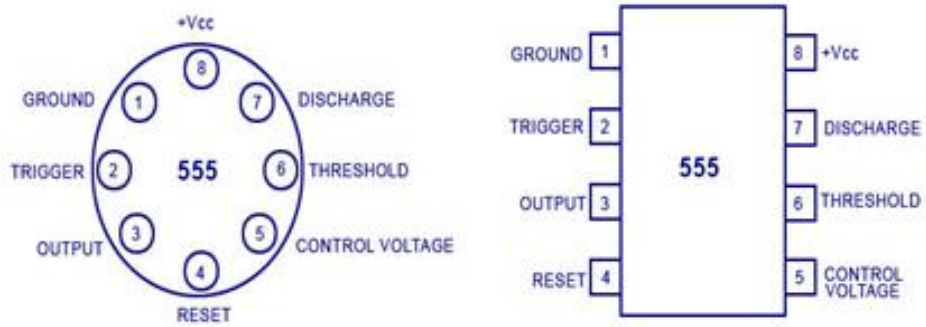 +Vcc
8
GROUND 1 7 DISCHARGE
TRIGGER 2 555 6 THRESHOLD
OUTPUT 3 5 CONTROL VOLTAGE
4
RESET
GROUND 1 8 +Vcc
TRIGGER 2 7 DISCHARGE
555
OUTPUT 3 6 THRESHOLD
RESET 4 5 CONTROL
VOLTAGE